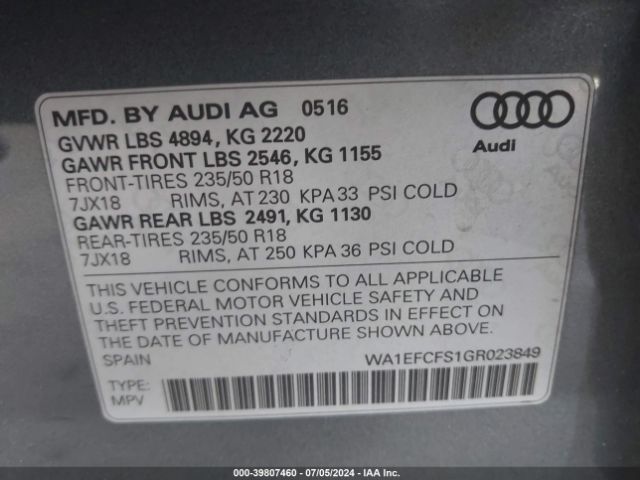 MFD. BY AUDI AG 0516
GVWR LBS 4894, KG 2220
GAWR FRONT LBS 2546, KG 1155
FRONT-TIRES 235/50 R18
7JX18 RIMS, AT 230 KPA 33 PSI COLD
GAWR REAR LBS 2491, KG 1130
REAR-TIRES 235/50 R18
7JX18 RIMS, AT 250 KPA 36 PSI COLD
Audi
THIS VEHICLE CONFORMS TO ALL APPLICABLE
U.S. FEDERAL MOTOR VEHICLE SAFETY AND
THEFT PREVENTION STANDARDS IN EFFECT ON
THE DATE OF MANUFACTURE SHOWN ABOVE.
SPAIN WA1EFCFS1GR023849
TYPE:
MPV
000-39807460 - 07/05/2024 - IAA Inc.